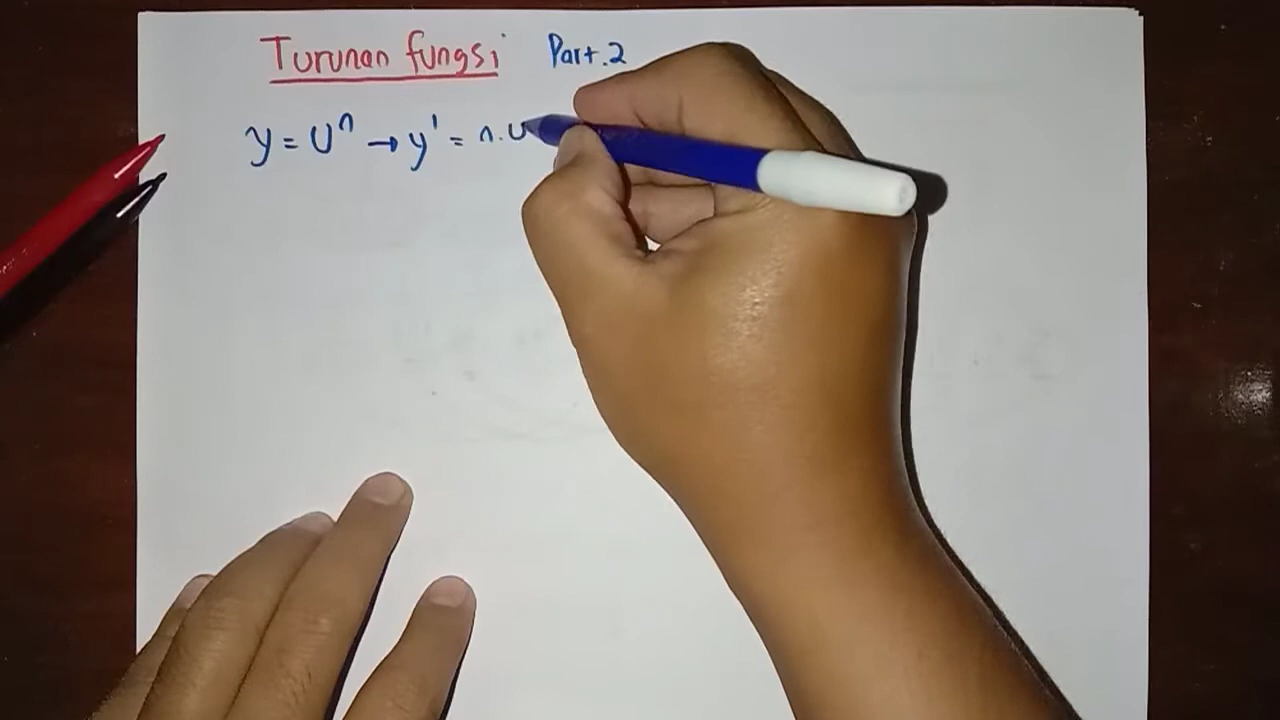 Turunan fungsi Part.2
y = U^n → y' = n.U